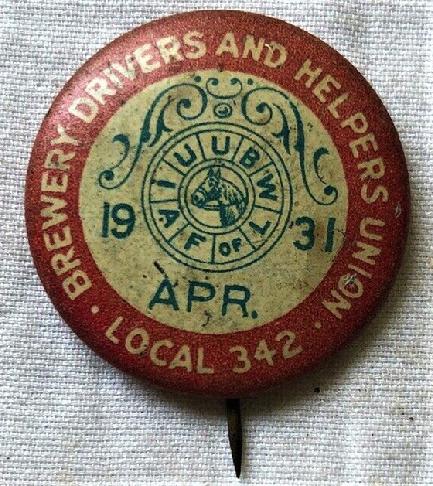 BREWERY DRIVERS AND HELPERS UNION
· LOCAL 342 ·
I U U B W
A F OF L
19 31
APR.